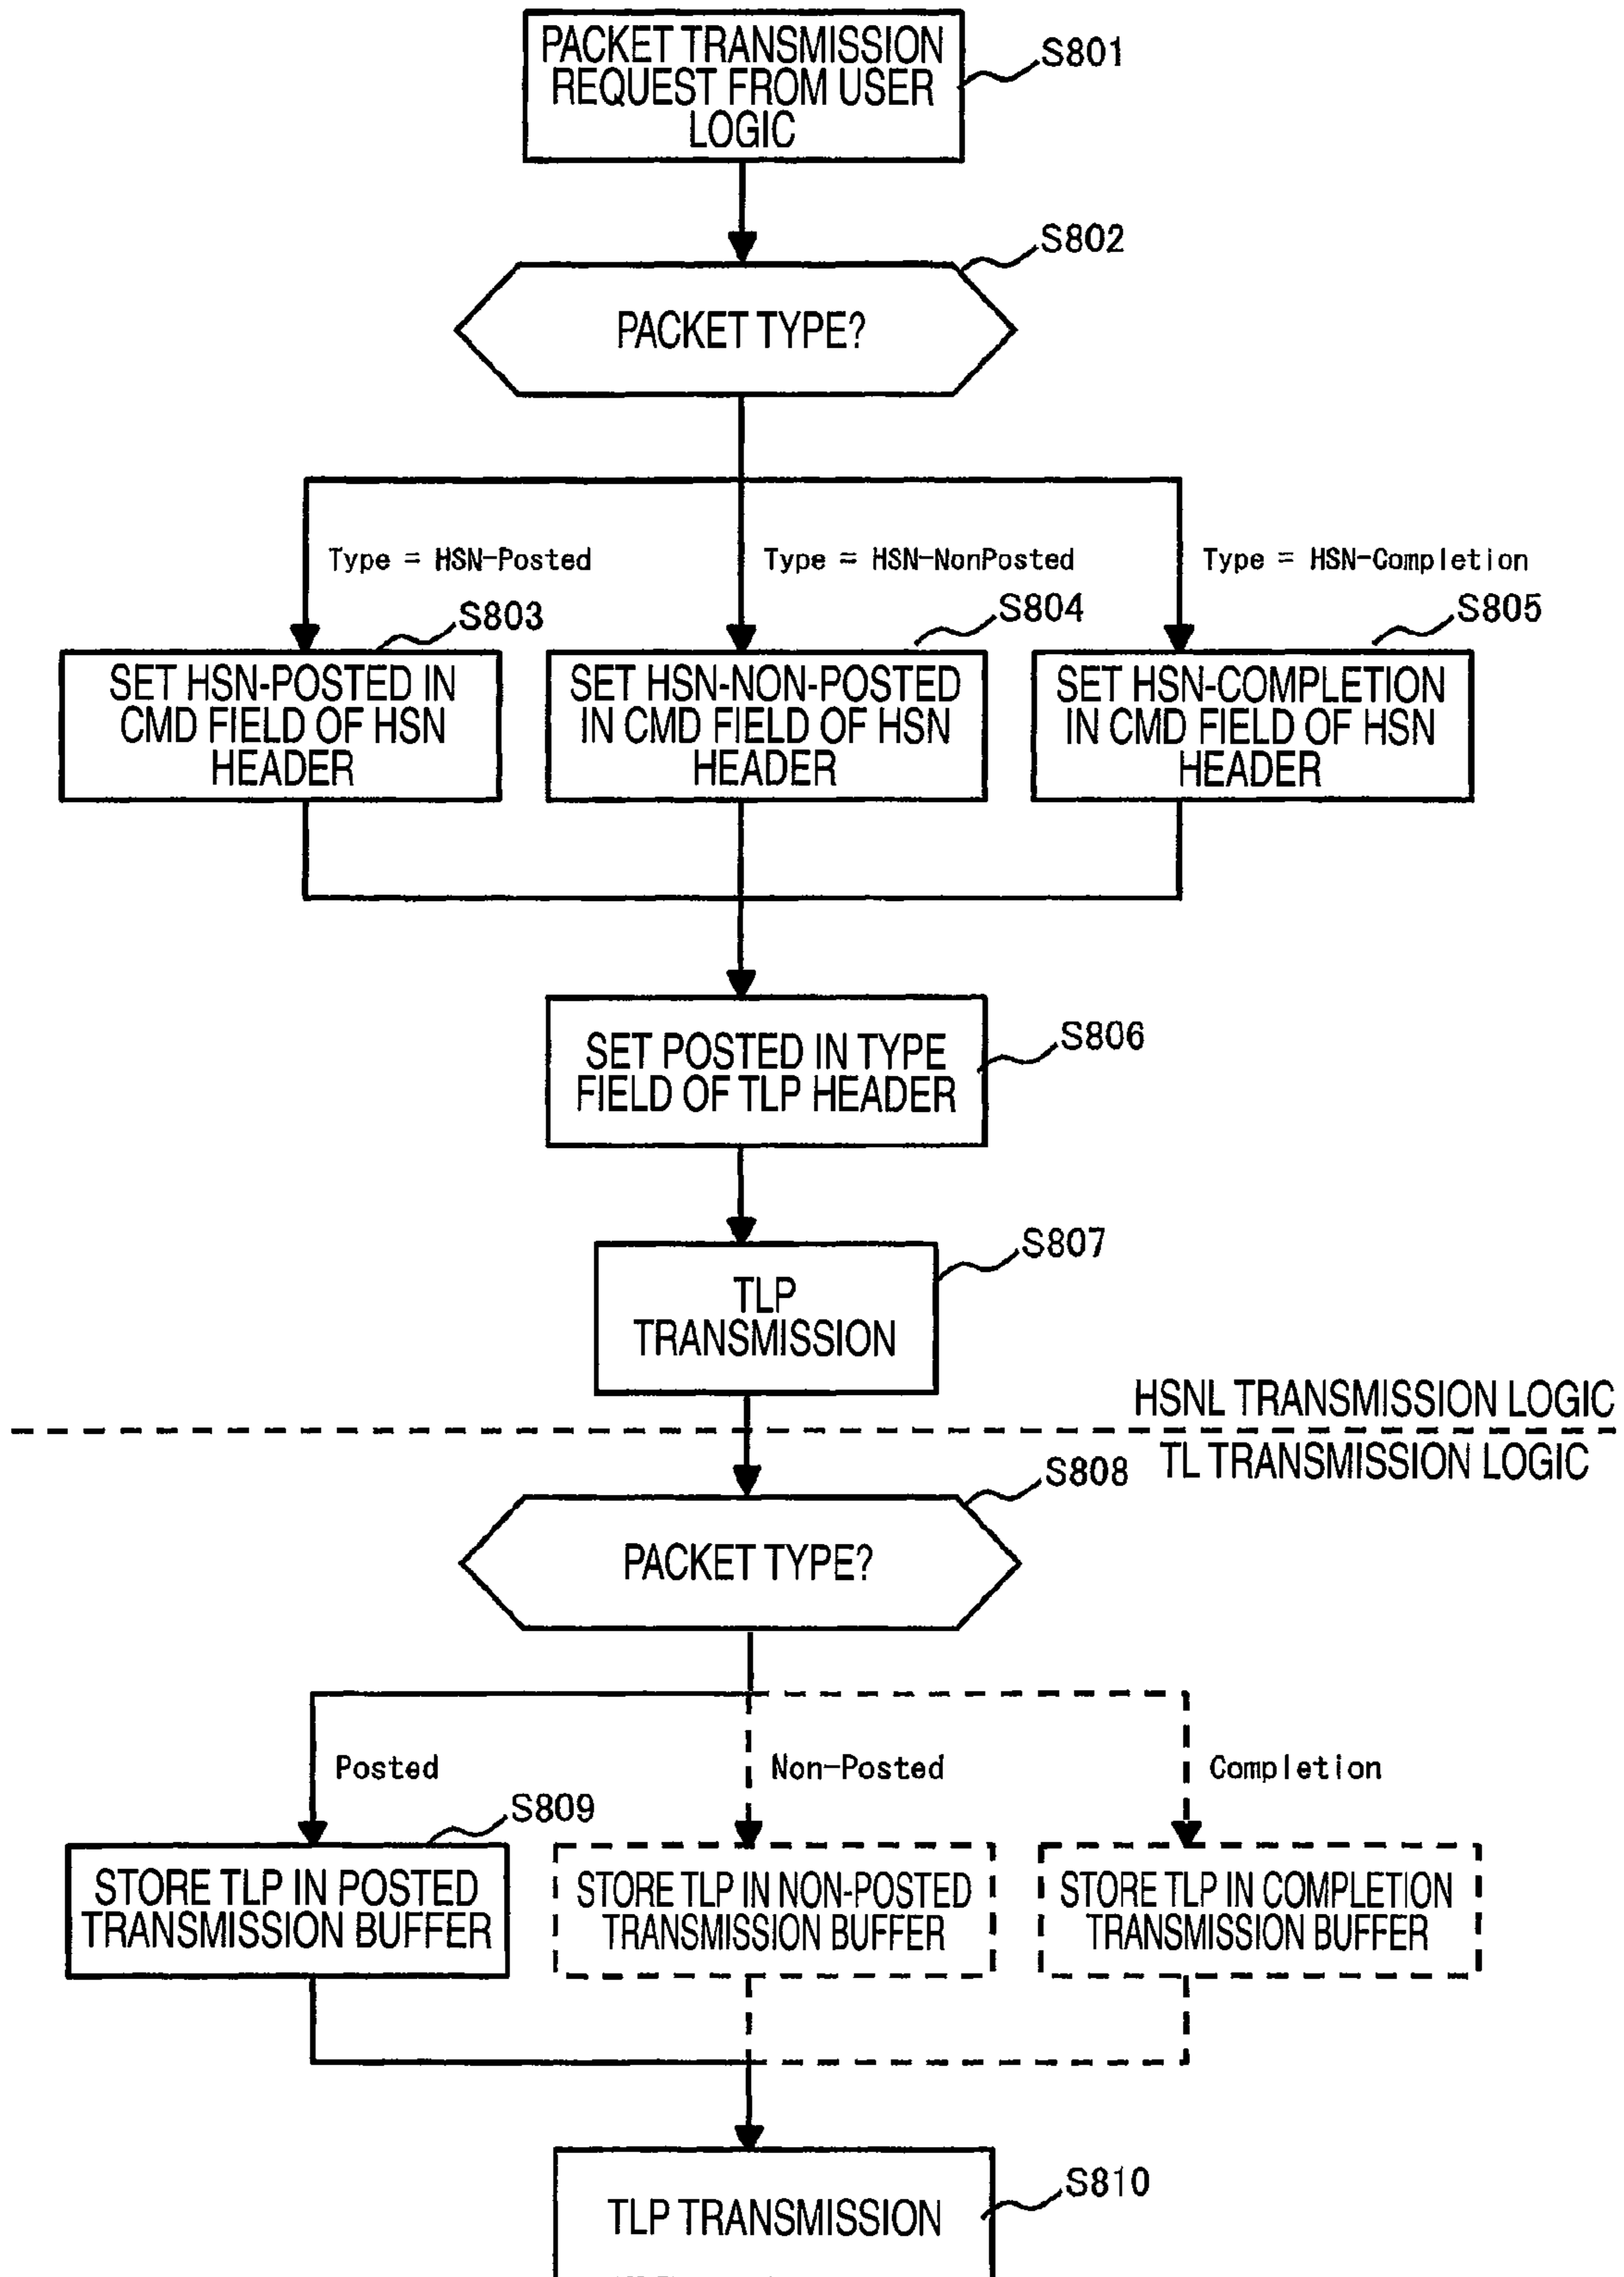 PACKET TRANSMISSION
REQUEST FROM USER
LOGIC
S801
S802
PACKET TYPE?
Type = HSN-Posted
Type = HSN-NonPosted
Type = HSN-Completion
S803
S804
S805
SET HSN-POSTED IN
CMD FIELD OF HSN
HEADER
SET HSN-NON-POSTED
IN CMD FIELD OF HSN
HEADER
SET HSN-COMPLETION
IN CMD FIELD OF HSN
HEADER
SET POSTED IN TYPE
FIELD OF TLP HEADER
S806
TLP
TRANSMISSION
S807
HSNL TRANSMISSION LOGIC
TL TRANSMISSION LOGIC
S808
PACKET TYPE?
Posted
Non-Posted
Completion
S809
STORE TLP IN POSTED
TRANSMISSION BUFFER
STORE TLP IN NON-POSTED
TRANSMISSION BUFFER
STORE TLP IN COMPLETION
TRANSMISSION BUFFER
TLP TRANSMISSION
S810